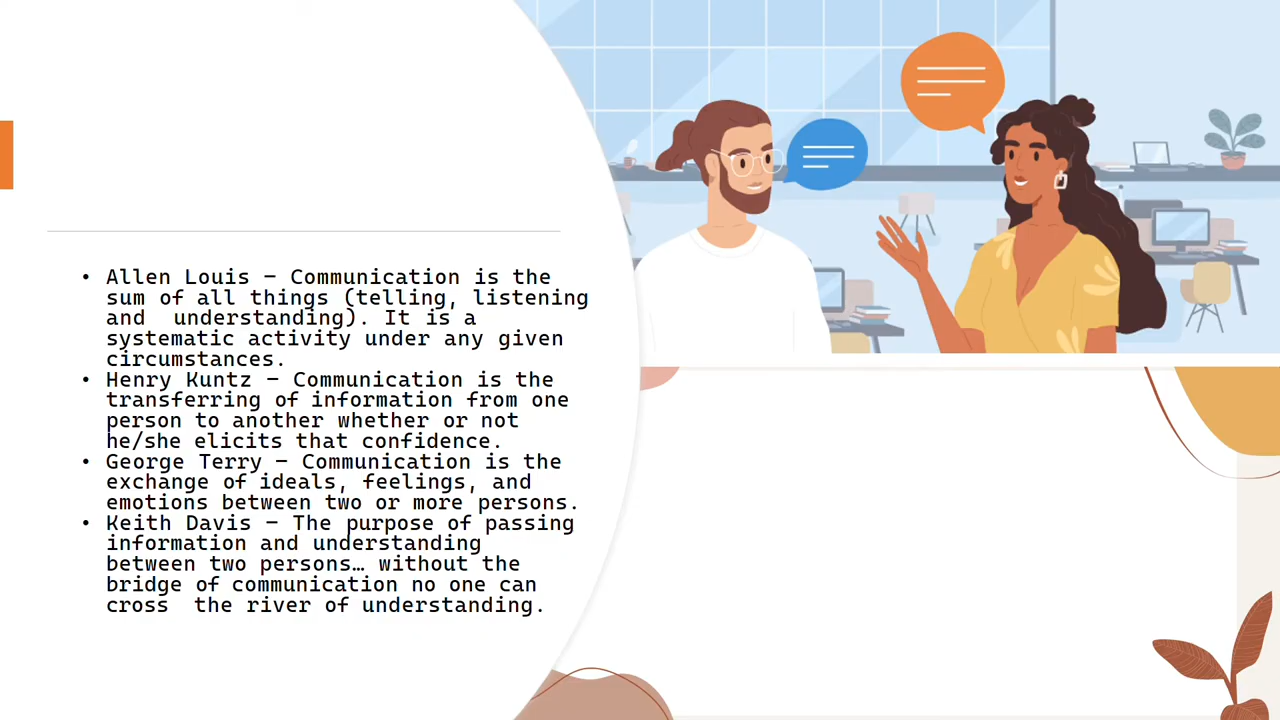 • Allen Louis – Communication is the
sum of all things (telling, listening
and  understanding). It is a
systematic activity under any given
circumstances.
• Henry Kuntz – Communication is the
transferring of information from one
person to another whether or not
he/she elicits that confidence.
• George Terry – Communication is the
exchange of ideals, feelings, and
emotions between two or more persons.
• Keith Davis – The purpose of passing
information and understanding
between two persons… without the
bridge of communication no one can
cross  the river of understanding.